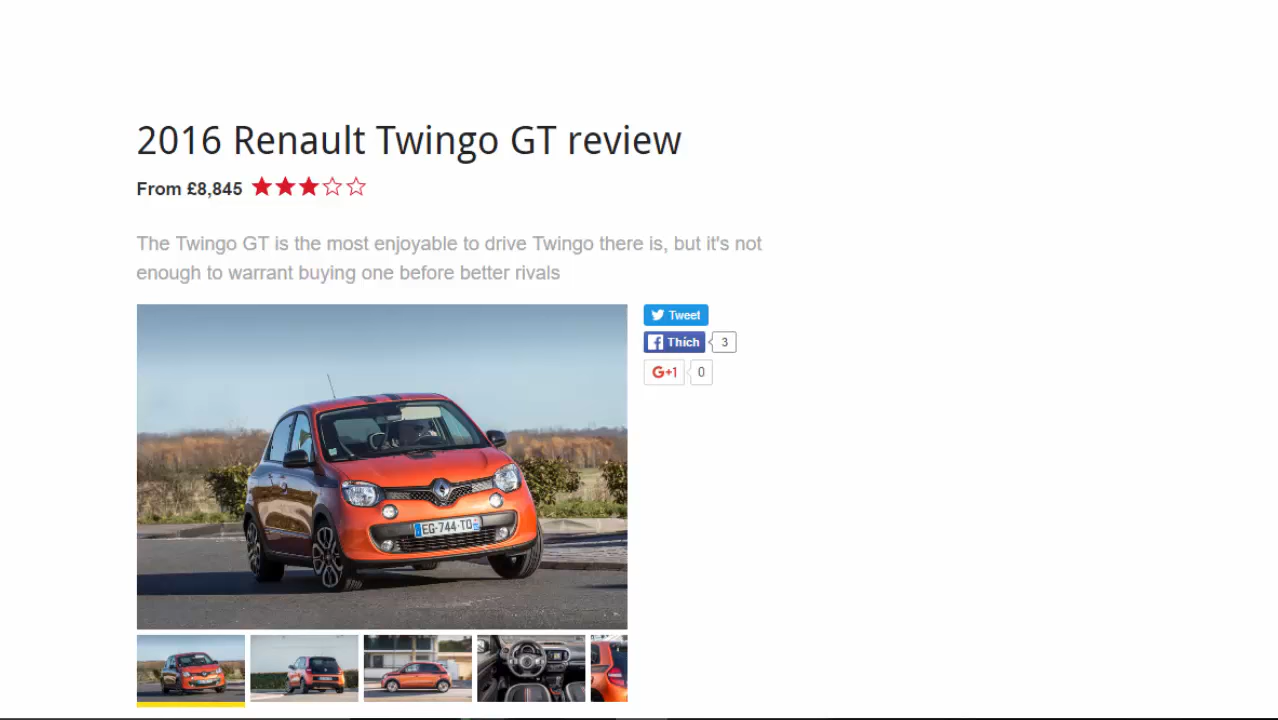 2016 Renault Twingo GT review
From £8,845
The Twingo GT is the most enjoyable to drive Twingo there is, but it's not
enough to warrant buying one before better rivals
Tweet
Thích 3
G+1 0
EG-744-TQ